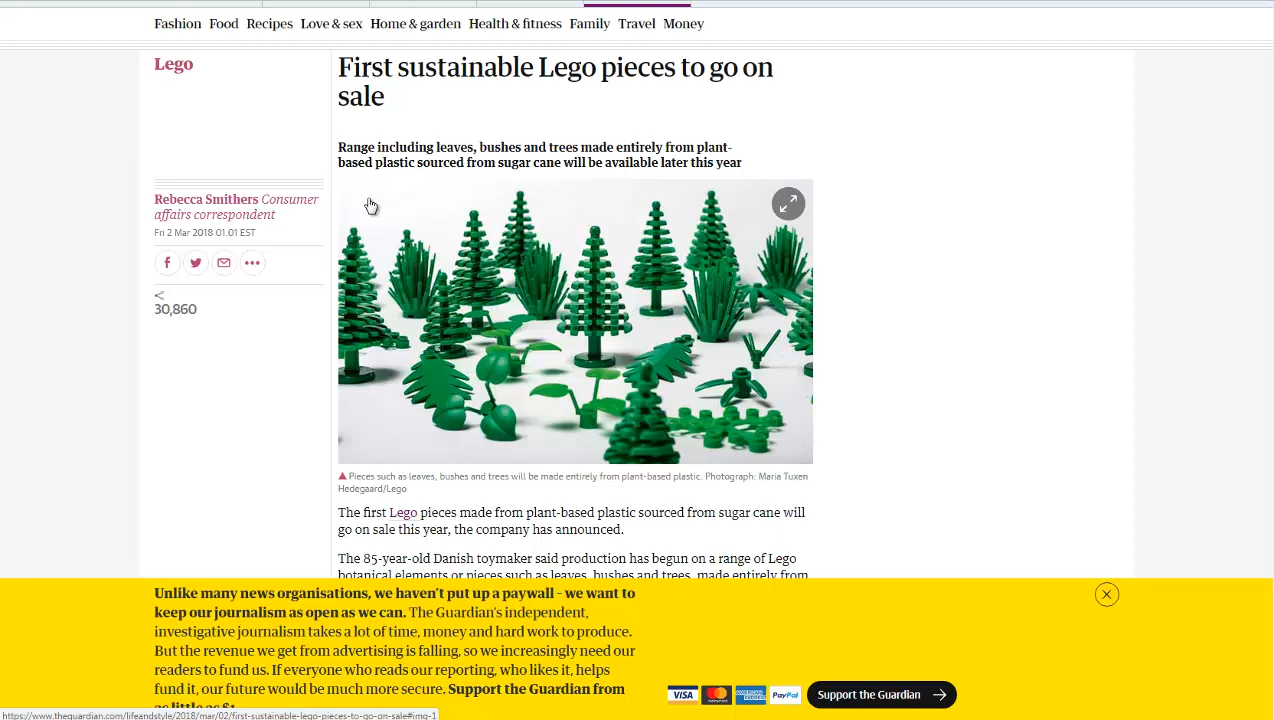 Fashion Food Recipes Love & sex Home & garden Health & fitness Family Travel Money
Lego
First sustainable Lego pieces to go on
sale
Range including leaves, bushes and trees made entirely from plant-
based plastic sourced from sugar cane will be available later this year
Rebecca Smithers Consumer
affairs correspondent
Fri 2 Mar 2018 01.01 EST
30,860
Pieces such as leaves, bushes and trees will be made entirely from plant-based plastic. Photograph: Maria Tuxen
Hedegaard/Lego
The first Lego pieces made from plant-based plastic sourced from sugar cane will
go on sale this year, the company has announced.
The 85-year-old Danish toymaker said production has begun on a range of Lego
botanical elements or pieces such as leaves, bushes and trees, made entirely from
Unlike many news organisations, we haven't put up a paywall – we want to
keep our journalism as open as we can. The Guardian's independent,
investigative journalism takes a lot of time, money and hard work to produce.
But the revenue we get from advertising is falling, so we increasingly need our
readers to fund us. If everyone who reads our reporting, who likes it, helps
fund it, our future would be much more secure. Support the Guardian from
as little as $1.
VISA MasterCard AMERICAN EXPRESS PayPal Support the Guardian
https://www.theguardian.com/lifeandstyle/2018/mar/02/first-sustainable-lego-pieces-to-go-on-sale#img-1